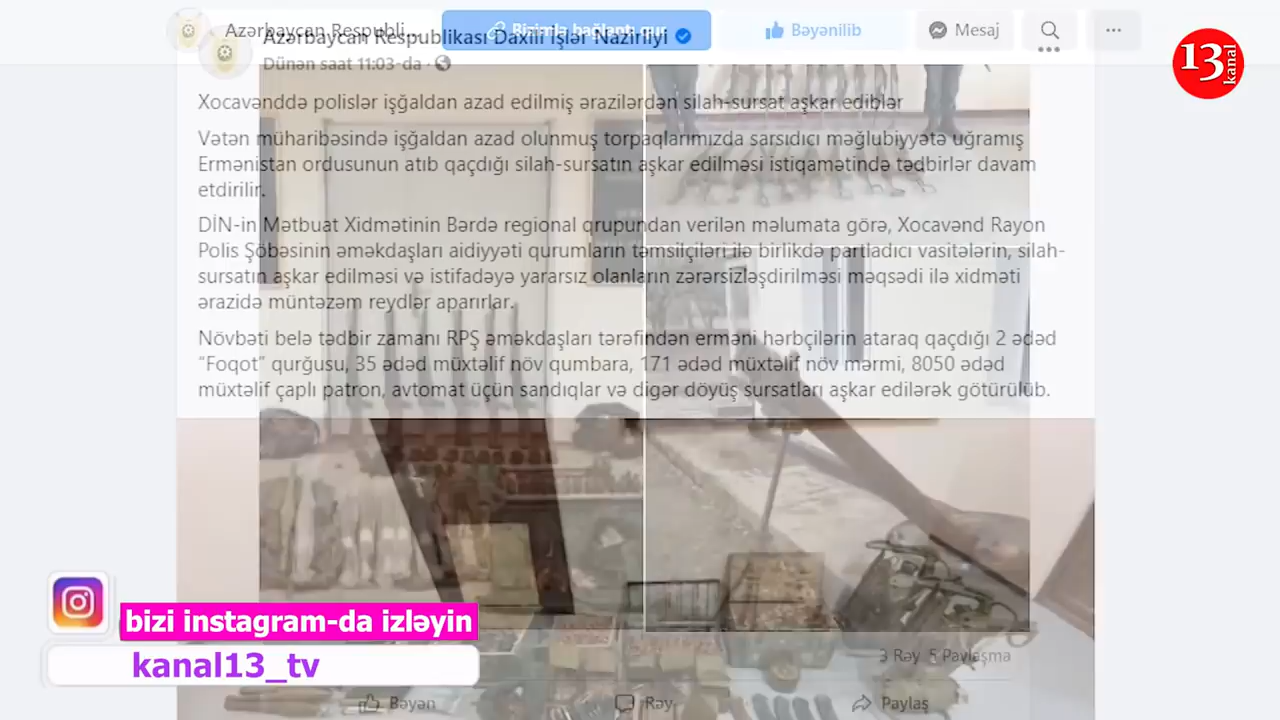 Azərbaycan Respubli...
Bizimlə bağlantı qur
Bəyənilib
Mesaj
Azərbaycan Respublikası Daxili İşlər Nazirliyi
Dünən saat 11:03-da ·
13 kanal
Xocavənddə polislər işğaldan azad edilmiş ərazilərdən silah-sursat aşkar ediblər
Vətən müharibəsində işğaldan azad olunmuş torpaqlarımızda sarsıdıcı məğlubiyyətə uğramış
Ermənistan ordusunun atıb qaçdığı silah-sursatın aşkar edilməsi istiqamətində tədbirlər davam
etdirilir.
DİN-in Mətbuat Xidmətinin Bərdə regional qrupundan verilən məlumata görə, Xocavənd Rayon
Polis Şöbəsinin əməkdaşları aidiyyəti qurumların təmsilçiləri ilə birlikdə partladıcı vasitələrin, silah-
sursatın aşkar edilməsi və istifadəyə yararsız olanların zərərsizləşdirilməsi məqsədi ilə xidməti
ərazidə müntəzəm reydlər aparırlar.
Növbəti belə tədbir zamanı RPŞ əməkdaşları tərəfindən erməni hərbçilərin ataraq qaçdığı 2 ədəd
“Foqot” qurğusu, 35 ədəd müxtəlif növ qumbara, 171 ədəd müxtəlif növ mərmi, 8050 ədəd
müxtəlif çaplı patron, avtomat üçün sandıqlar və digər döyüş sursatları aşkar edilərək götürülüb.
bizi instagram-da izləyin
kanal13_tv
3 Rəy 5 Paylaşma
Bəyən
Rəy
Paylaş